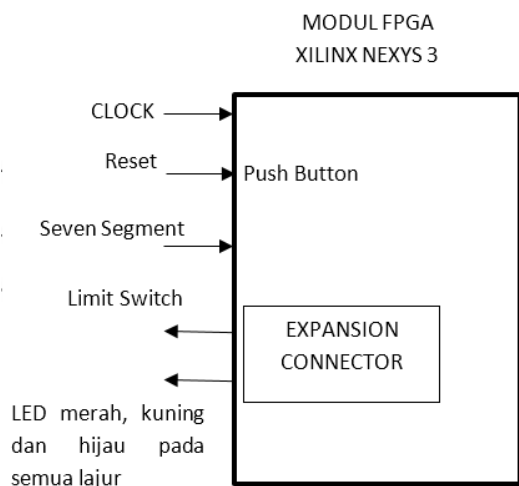 MODUL FPGA
XILINX NEXYS 3
CLOCK
Reset
Push Button
Seven Segment
Limit Switch
EXPANSION
CONNECTOR
LED merah, kuning
dan hijau pada
semua lajur